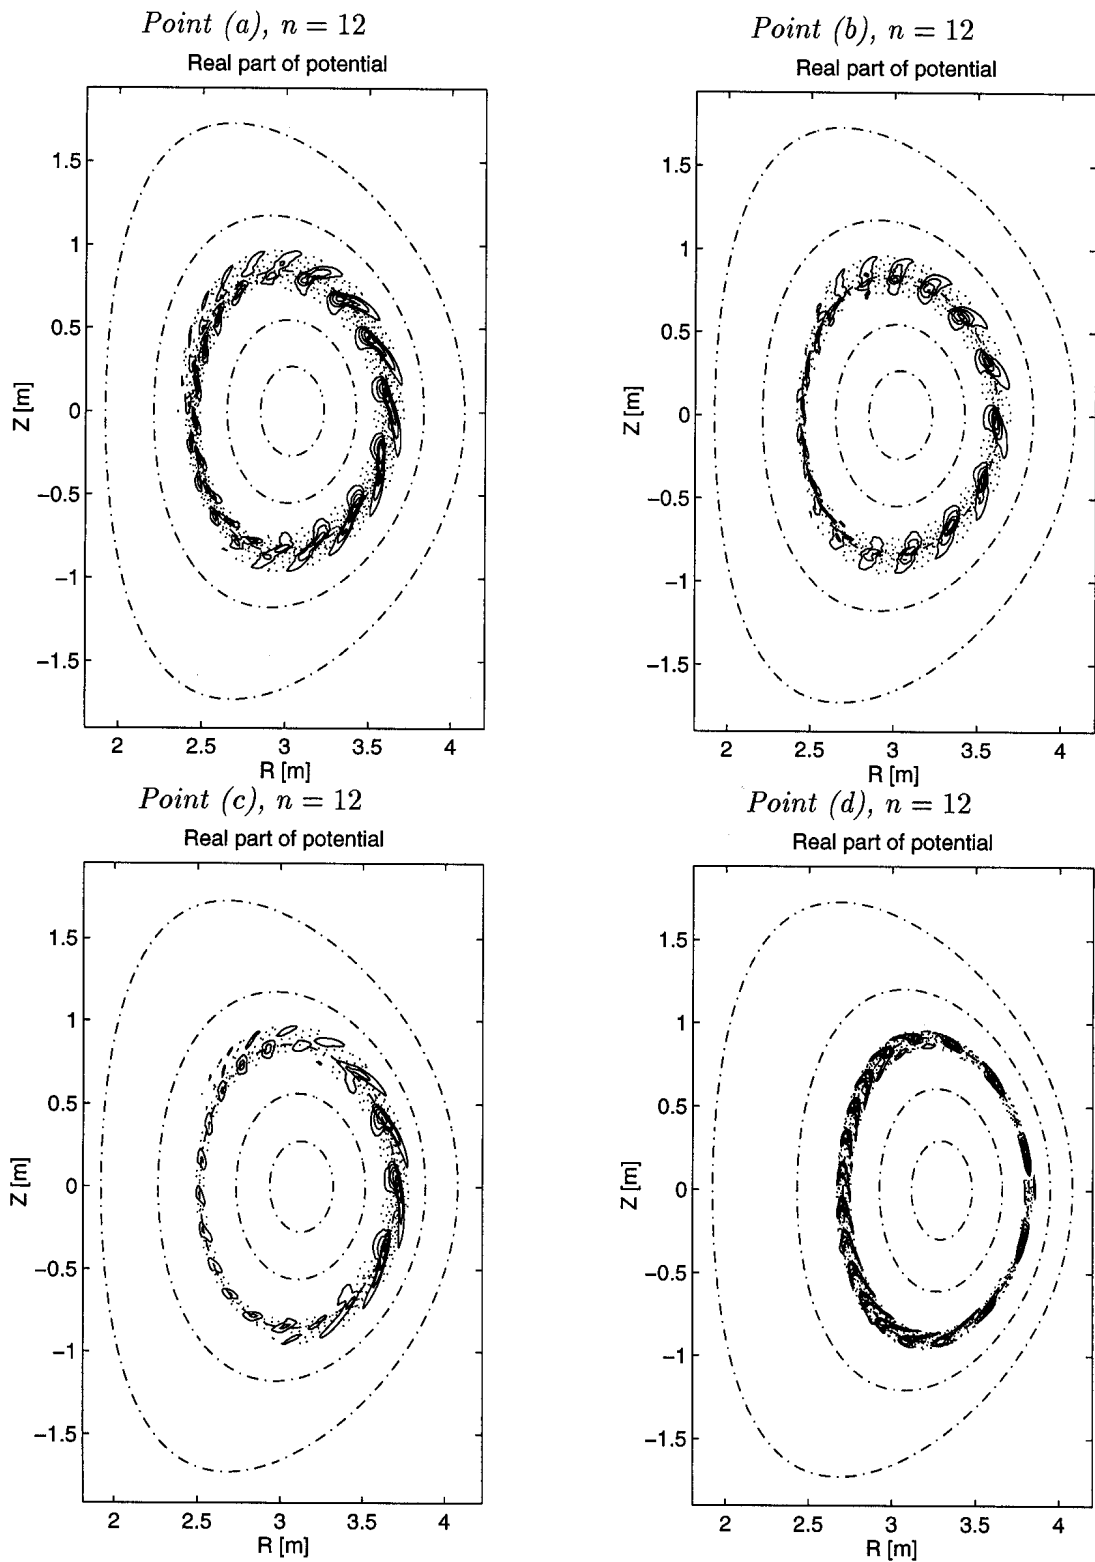 Point (a), n = 12
Real part of potential
1.5
1
0.5
0
−0.5
−1
−1.5
Z [m]
2 2.5 3 3.5 4
R [m]
Point (b), n = 12
Real part of potential
1.5
1
0.5
0
−0.5
−1
−1.5
Z [m]
2 2.5 3 3.5 4
R [m]
Point (c), n = 12
Real part of potential
1.5
1
0.5
0
−0.5
−1
−1.5
Z [m]
2 2.5 3 3.5 4
R [m]
Point (d), n = 12
Real part of potential
1.5
1
0.5
0
−0.5
−1
−1.5
Z [m]
2 2.5 3 3.5 4
R [m]